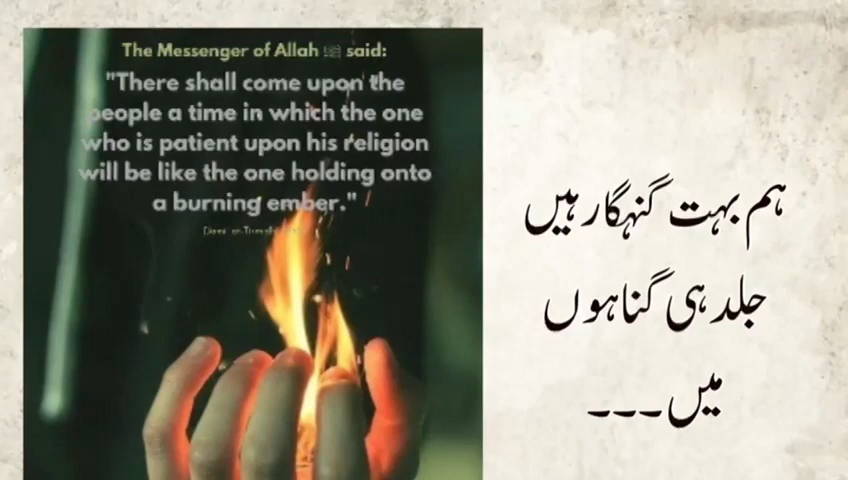 The Messenger of Allah ﷺ said:
"There shall come upon the
people a time in which the one
who is patient upon his religion
will be like the one holding onto
a burning ember."
ہم بہت گنہگار ہیں
جلد ہی گناہوں
میں۔۔۔